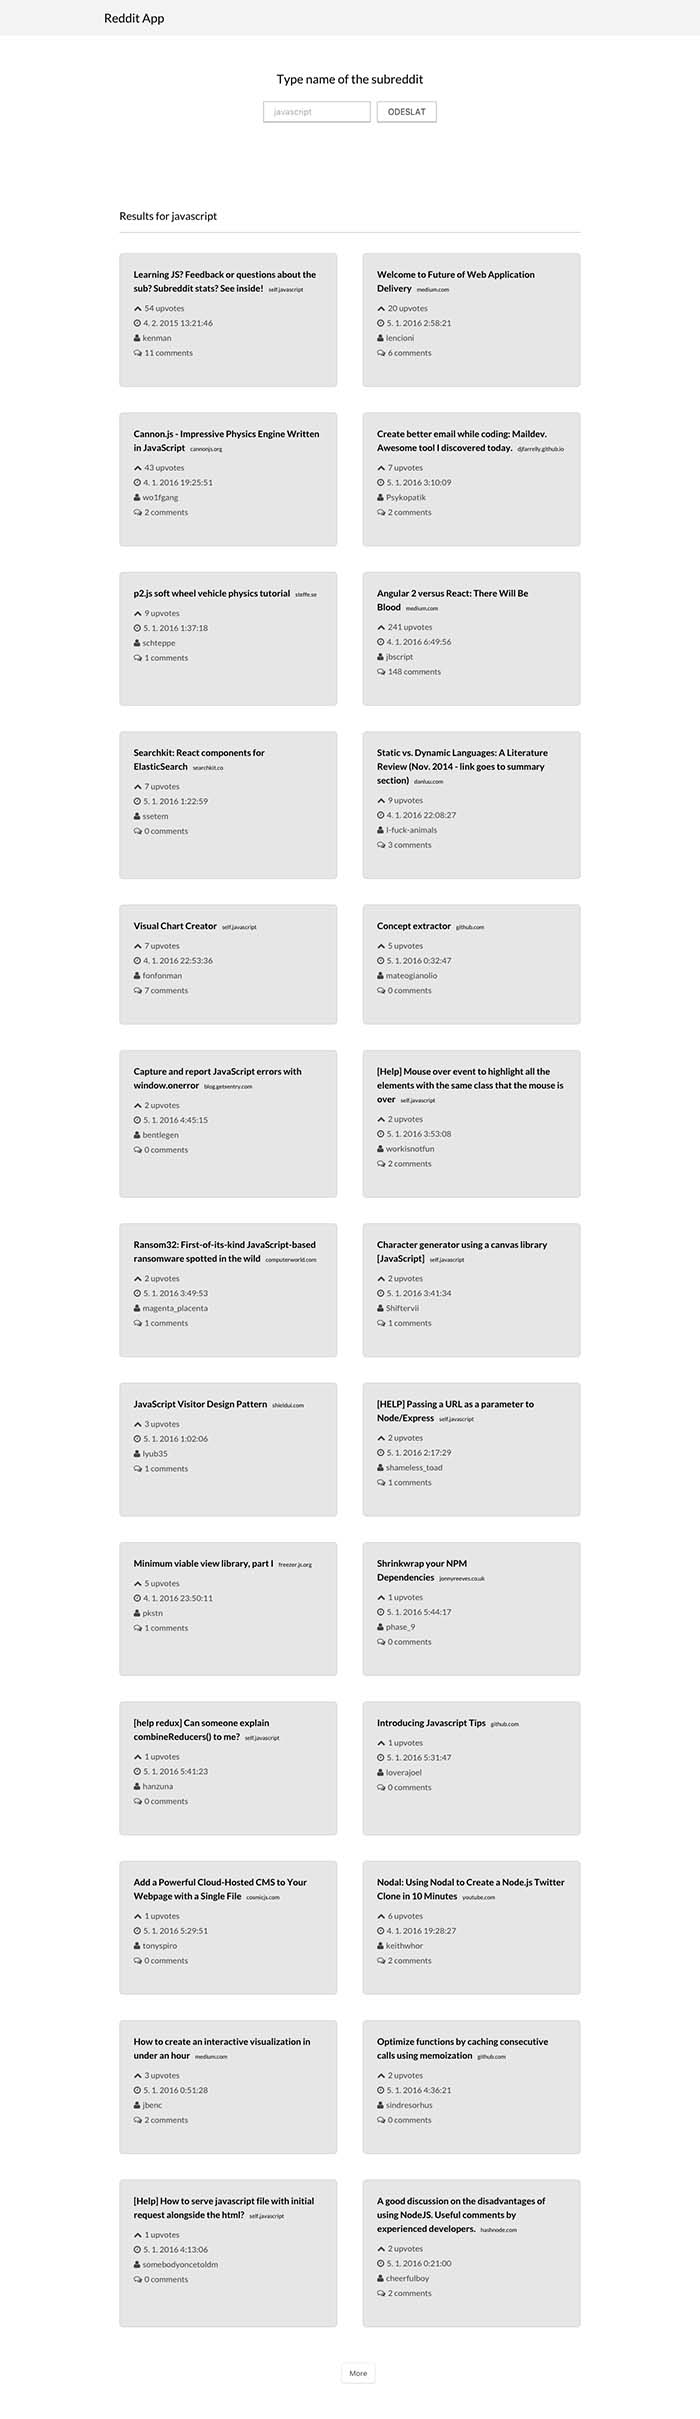 Reddit App
Type name of the subreddit
javascript
ODESLAT
Results for javascript
Learning JS? Feedback or questions about the
sub? Subreddit stats? See inside! self.javascript
54 upvotes
4. 2. 2015 13:21:46
kenman
11 comments
Welcome to Future of Web Application
Delivery medium.com
20 upvotes
5. 1. 2016 2:58:21
lencioni
6 comments
Cannon.js - Impressive Physics Engine Written
in JavaScript cannonjs.org
43 upvotes
4. 1. 2016 19:25:51
wo1fgang
2 comments
Create better email while coding: Maildev.
Awesome tool I discovered today. djfarrelly.github.io
7 upvotes
5. 1. 2016 3:10:09
Psykopatik
2 comments
p2.js soft wheel vehicle physics tutorial steffe.se
9 upvotes
5. 1. 2016 1:37:18
schteppe
1 comments
Angular 2 versus React: There Will Be
Blood medium.com
241 upvotes
4. 1. 2016 6:49:56
jbscript
148 comments
Searchkit: React components for
ElasticSearch searchkit.co
7 upvotes
5. 1. 2016 1:22:59
ssetem
0 comments
Static vs. Dynamic Languages: A Literature
Review (Nov. 2014 - link goes to summary
section) danluu.com
9 upvotes
4. 1. 2016 22:08:27
I-fuck-animals
3 comments
Visual Chart Creator self.javascript
7 upvotes
4. 1. 2016 22:53:36
fonfonman
7 comments
Concept extractor github.com
5 upvotes
5. 1. 2016 0:32:47
mateogianolio
0 comments
Capture and report JavaScript errors with
window.onerror blog.getsentry.com
2 upvotes
5. 1. 2016 4:45:15
bentlegen
0 comments
[Help] Mouse over event to highlight all the
elements with the same class that the mouse is
over self.javascript
2 upvotes
5. 1. 2016 3:53:08
workisnotfun
2 comments
Ransom32: First-of-its-kind JavaScript-based
ransomware spotted in the wild computerworld.com
2 upvotes
5. 1. 2016 3:49:53
magenta_placenta
1 comments
Character generator using a canvas library
[JavaScript] self.javascript
2 upvotes
5. 1. 2016 3:41:34
Shiftervii
1 comments
JavaScript Visitor Design Pattern shieldui.com
3 upvotes
5. 1. 2016 1:02:06
lyub35
1 comments
[HELP] Passing a URL as a parameter to
Node/Express self.javascript
2 upvotes
5. 1. 2016 2:17:29
shameless_toad
1 comments
Minimum viable view library, part I freezer.js.org
5 upvotes
4. 1. 2016 23:50:11
pkstn
1 comments
Shrinkwrap your NPM
Dependencies jonnyreeves.co.uk
1 upvotes
5. 1. 2016 5:44:17
phase_9
0 comments
[help redux] Can someone explain
combineReducers() to me? self.javascript
1 upvotes
5. 1. 2016 5:41:23
hanzuna
0 comments
Introducing Javascript Tips github.com
1 upvotes
5. 1. 2016 5:31:47
loverajoel
0 comments
Add a Powerful Cloud-Hosted CMS to Your
Webpage with a Single File cosmicjs.com
1 upvotes
5. 1. 2016 5:29:51
tonyspiro
0 comments
Nodal: Using Nodal to Create a Node.js Twitter
Clone in 10 Minutes youtube.com
6 upvotes
4. 1. 2016 19:28:27
keithwhor
2 comments
How to create an interactive visualization in
under an hour medium.com
3 upvotes
5. 1. 2016 0:51:28
jbenc
2 comments
Optimize functions by caching consecutive
calls using memoization github.com
2 upvotes
5. 1. 2016 4:36:21
sindresorhus
0 comments
[Help] How to serve javascript file with initial
request alongside the html? self.javascript
1 upvotes
5. 1. 2016 4:13:06
somebodyoncetoldm
0 comments
A good discussion on the disadvantages of
using NodeJS. Useful comments by
experienced developers. hashnode.com
2 upvotes
5. 1. 2016 0:21:00
cheerfulboy
2 comments
More